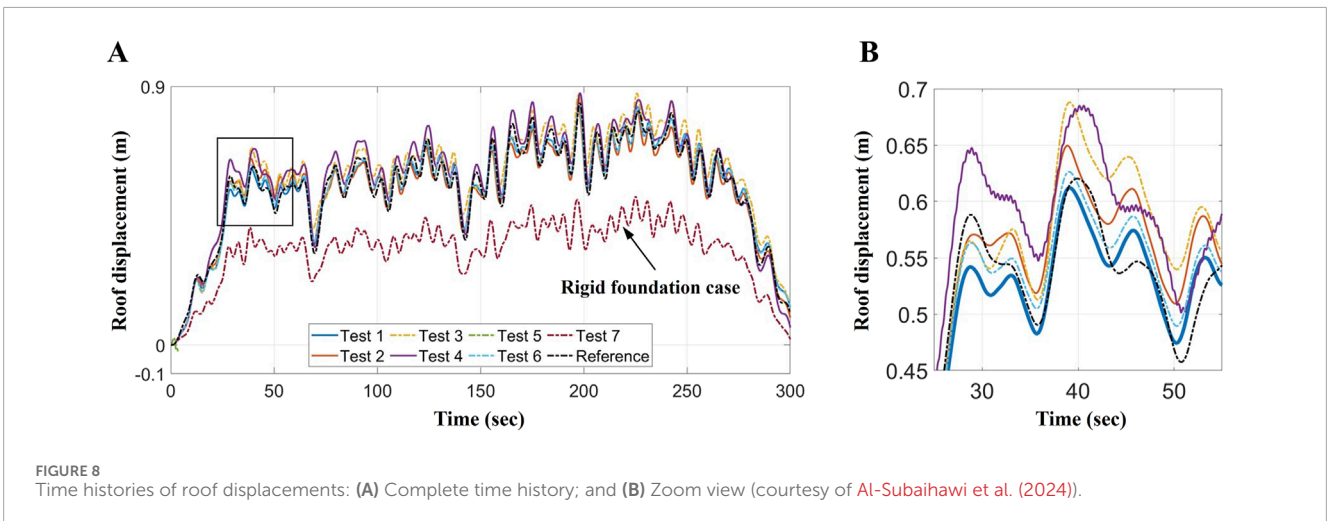 A
B
Roof displacement (m)
0.9
0
-0.1
0 50 100 150 200 250 300
Time (sec)
Rigid foundation case
Test 1 Test 3 Test 5 Test 7
Test 2 Test 4 Test 6 Reference
Roof displacement (m)
0.7
0.65
0.6
0.55
0.5
0.45
30 40 50
Time (sec)
FIGURE 8
Time histories of roof displacements: (A) Complete time history; and (B) Zoom view (courtesy of Al-Subaihawi et al. (2024)).